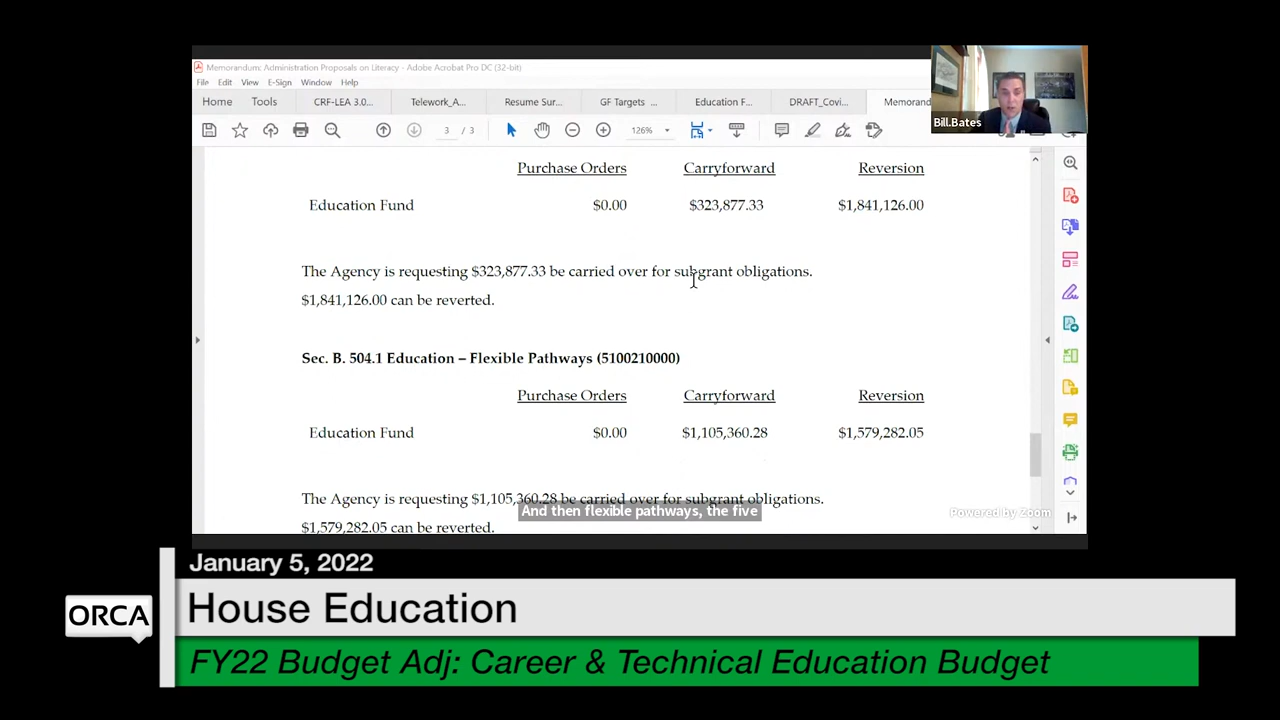 Memorandum: Administration Proposals on Literacy - Adobe Acrobat Pro DC (32-bit)
File Edit View E-Sign Window Help
Home Tools CRF-LEA 3.0... Telework_A... Resume Sur... GF Targets ... Education F... DRAFT_Covi... Memorand
3 / 3 126%
Bill.Bates
Purchase Orders Carryforward Reversion
Education Fund $0.00 $323,877.33 $1,841,126.00
The Agency is requesting $323,877.33 be carried over for subgrant obligations.
$1,841,126.00 can be reverted.
Sec. B. 504.1 Education – Flexible Pathways (5100210000)
Purchase Orders Carryforward Reversion
Education Fund $0.00 $1,105,360.28 $1,579,282.05
The Agency is requesting $1,105,360.28 be carried over for subgrant obligations.
And then flexible pathways, the five
Powered by Zoom
$1,579,282.05 can be reverted.
January 5, 2022
ORCA
House Education
FY22 Budget Adj: Career & Technical Education Budget